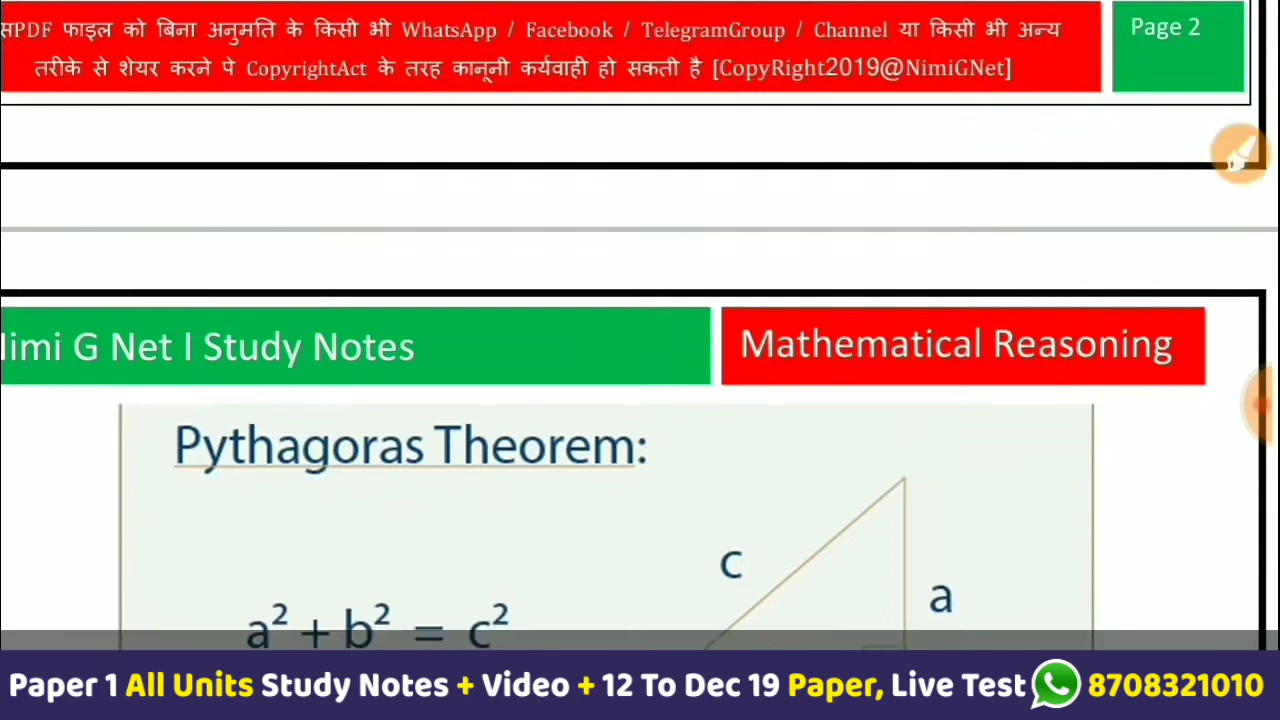 सPDF फाइल को बिना अनुमति के किसी भी WhatsApp / Facebook / TelegramGroup / Channel या किसी भी अन्य
तरीके से शेयर करने पे CopyrightAct के तरह कानूनी कर्यवाही हो सकती है [CopyRight2019@NimiGNet]
Page 2
imi G Net I Study Notes
Mathematical Reasoning
Pythagoras Theorem:
c
a
a² + b² = c²
Paper 1 All Units Study Notes + Video + 12 To Dec 19 Paper, Live Test 8708321010